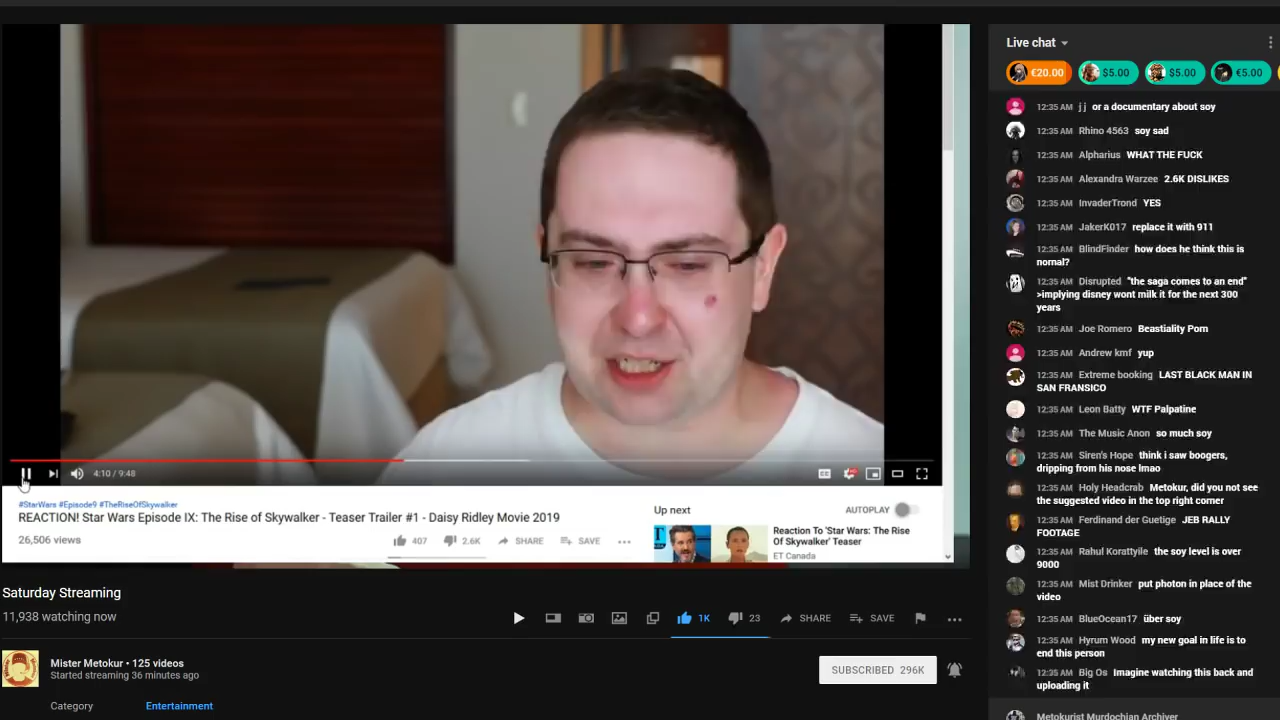 4:10 / 9:48
#StarWars #Episode9 #TheRiseOfSkywalker
REACTION! Star Wars Episode IX: The Rise of Skywalker - Teaser Trailer #1 - Daisy Ridley Movie 2019
26,506 views
407
2.6K
SHARE
SAVE
Up next
AUTOPLAY
Reaction To 'Star Wars: The Rise
Of Skywalker' Teaser
ET Canada
Saturday Streaming
11,938 watching now
1K
23
SHARE
SAVE
Mister Metokur • 125 videos
Started streaming 36 minutes ago
SUBSCRIBED 296K
Category
Entertainment
Live chat
€20.00
$5.00
$5.00
€5.00
12:35 AM j j or a documentary about soy
12:35 AM Rhino 4563 soy sad
12:35 AM Alpharius WHAT THE FUCK
12:35 AM Alexandra Warzee 2.6K DISLIKES
12:35 AM InvaderTrond YES
12:35 AM JakerK017 replace it with 911
12:35 AM BlindFinder how does he think this is
nornal?
12:35 AM Disrupted "the saga comes to an end"
>implying disney wont milk it for the next 300
years
12:35 AM Joe Romero Beastiality Porn
12:35 AM Andrew kmf yup
12:35 AM Extreme booking LAST BLACK MAN IN
SAN FRANSICO
12:35 AM Leon Batty WTF Palpatine
12:35 AM The Music Anon so much soy
12:35 AM Siren's Hope think i saw boogers,
dripping from his nose lmao
12:35 AM Holy Headcrab Metokur, did you not see
the suggested video in the top right corner
12:35 AM Ferdinand der Guetige JEB RALLY
FOOTAGE
12:35 AM Rahul Korattyile the soy level is over
9000
12:35 AM Mist Drinker put photon in place of the
video
12:35 AM BlueOcean17 über soy
12:35 AM Hyrum Wood my new goal in life is to
end this person
12:35 AM Big Os Imagine watching this back and
uploading it
Metokurist Murdochian Archiver